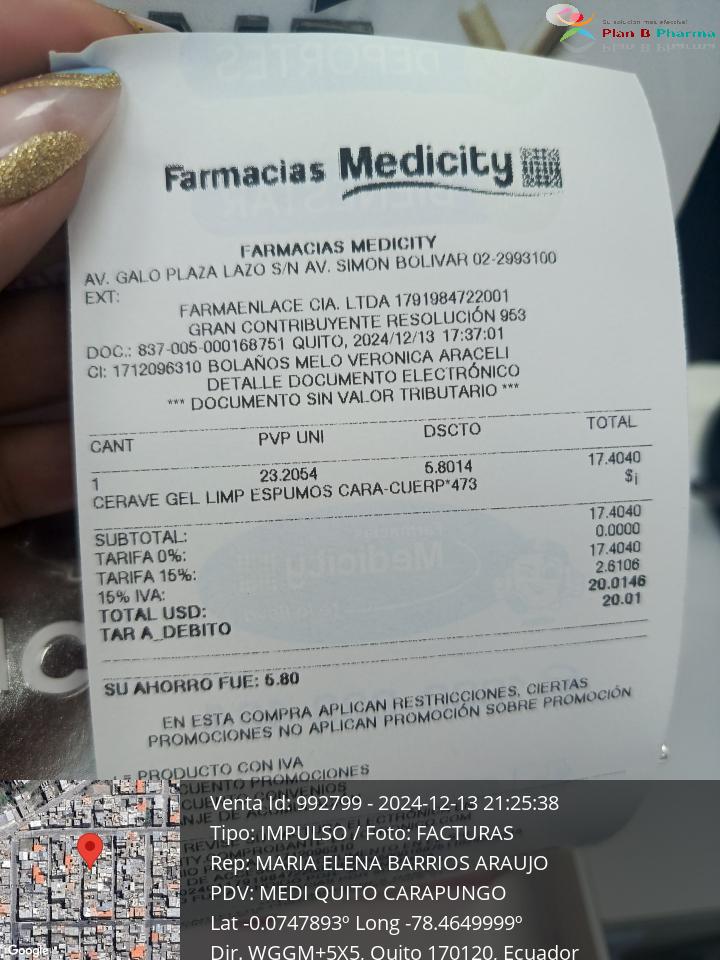 Su solución más efectiva!
Plan B Pharma
Farmacias Medicity
FARMACIAS MEDICITY
AV. GALO PLAZA LAZO S/N AV. SIMON BOLIVAR 02-2993100
EXT:
FARMAENLACE CIA. LTDA 1791984722001
GRAN CONTRIBUYENTE RESOLUCIÓN 953
DOC.: 837-005-000168751 QUITO, 2024/12/13 17:37:01
CI: 1712096310 BOLAÑOS MELO VERONICA ARACELI
DETALLE DOCUMENTO ELECTRÓNICO
*** DOCUMENTO SIN VALOR TRIBUTARIO ***
CANT PVP UNI DSCTO TOTAL
1 23.2054 5.8014 17.4040
CERAVE GEL LIMP ESPUMOS CARA-CUERP*473 $¡
SUBTOTAL: 17.4040
TARIFA 0%: 0.0000
TARIFA 15%: 17.4040
15% IVA: 2.6106
TOTAL USD: 20.0146
TAR A_DEBITO 20.01
SU AHORRO FUE: 5.80
EN ESTA COMPRA APLICAN RESTRICCIONES, CIERTAS
PROMOCIONES NO APLICAN PROMOCIÓN SOBRE PROMOCIÓN
PRODUCTO CON IVA
CUENTO PROMOCIONES
Venta Id: 992799 - 2024-12-13 21:25:38
Tipo: IMPULSO / Foto: FACTURAS
Rep: MARIA ELENA BARRIOS ARAUJO
PDV: MEDI QUITO CARAPUNGO
Lat -0.0747893º Long -78.4649999º
Dir. WGGM+5X5, Quito 170120, Ecuador
Google